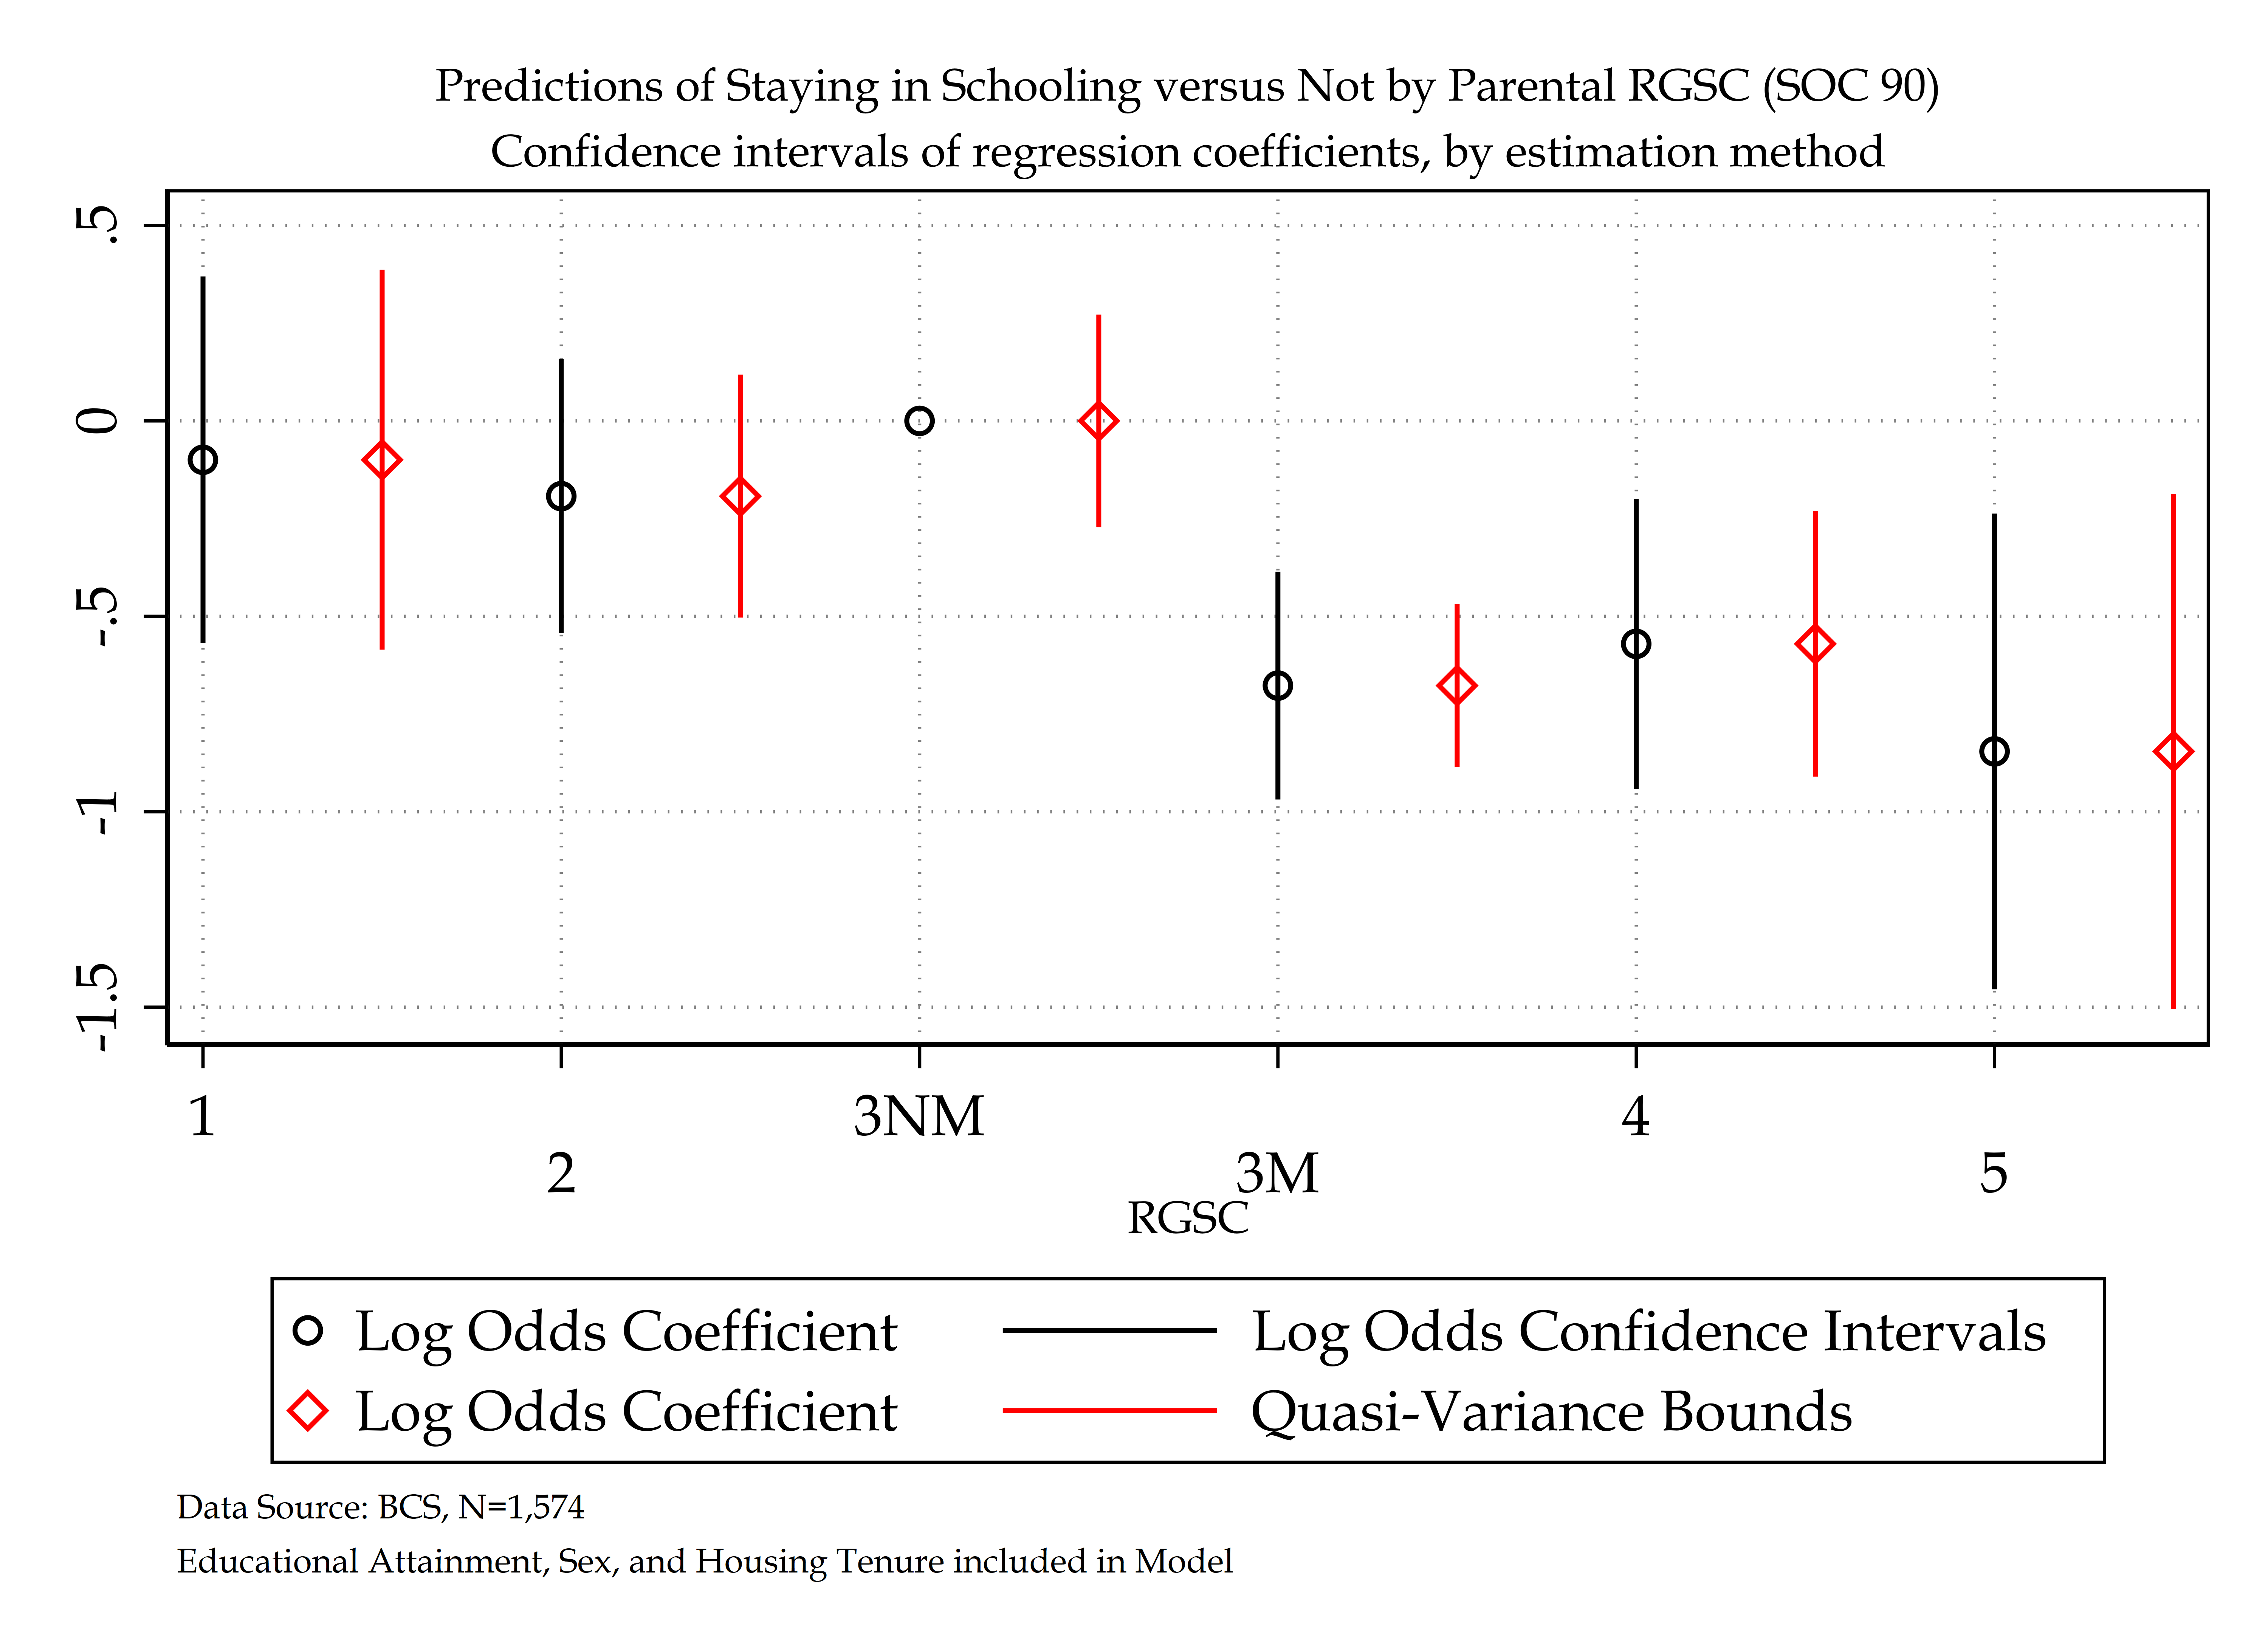 Predictions of Staying in Schooling versus Not by Parental RGSC (SOC 90)
Confidence intervals of regression coefficients, by estimation method
.5
0
-.5
-1
-1.5
1
2
3NM
3M
4
5
RGSC
Log Odds Coefficient
Log Odds Confidence Intervals
Log Odds Coefficient
Quasi-Variance Bounds
Data Source: BCS, N=1,574
Educational Attainment, Sex, and Housing Tenure included in Model